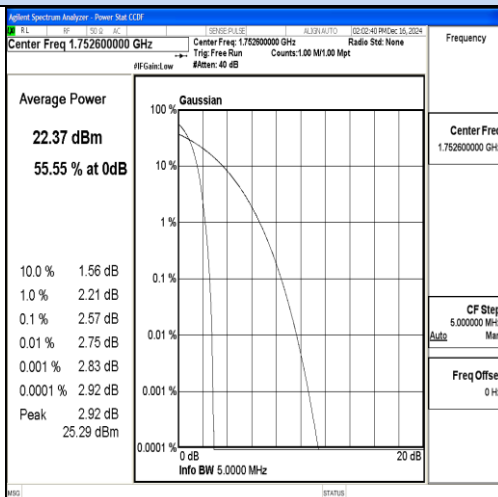 Agilent Spectrum Analyzer - Power Stat CCDF
RL RF 50 Ω AC SENSE:PULSE ALIGN AUTO 02:02:40 PM Dec 16, 2024
Center Freq 1.752600000 GHz
Center Freq: 1.752600000 GHz Radio Std: None
Trig: Free Run Counts:1.00 M/1.00 Mpt
#IFGain:Low #Atten: 40 dB
Frequency
Average Power
22.37 dBm
55.55 % at 0dB
10.0 % 1.56 dB
1.0 % 2.21 dB
0.1 % 2.57 dB
0.01 % 2.75 dB
0.001 % 2.83 dB
0.0001 % 2.92 dB
Peak 2.92 dB
25.29 dBm
Gaussian
100 %
10 %
1 %
0.1 %
0.01 %
0.001 %
0.0001 %
0 dB 20 dB
Info BW 5.0000 MHz
Center Freq
1.752600000 GHz
CF Step
5.000000 MHz
Auto Man
Freq Offse
0 Hz
MSG STATUS